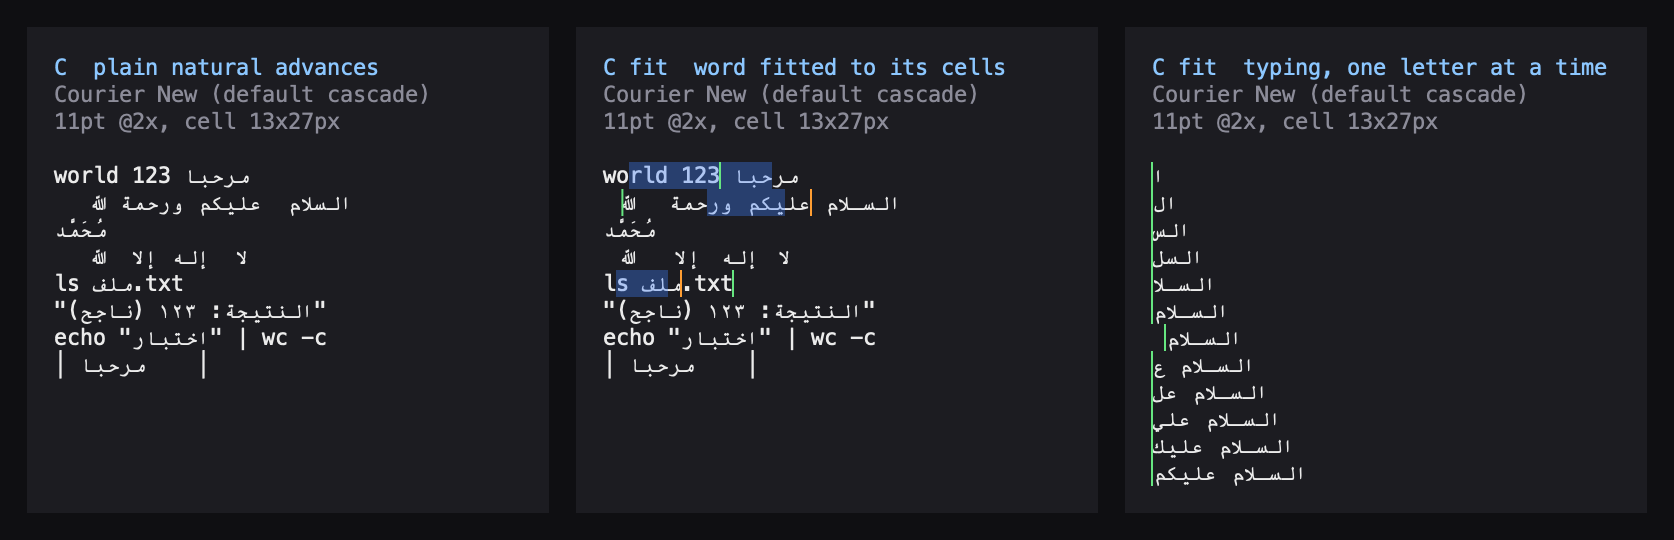 C  plain natural advances
Courier New (default cascade)
11pt @2x, cell 13x27px
world 123 مرحبا
السلام عليكم ورحمة الله
مُحَمَّد
لا إله إلا الله
ls ملف.txt
"النتيجة: ١٢٣ (ناجح)"
echo "اختبار" | wc -c
| مرحبا |
C fit  word fitted to its cells
Courier New (default cascade)
11pt @2x, cell 13x27px
world 123 مرحبا
السلام عليكم ورحمة الله
مُحَمَّد
لا إله إلا الله
ls ملف.txt
"النتيجة: ١٢٣ (ناجح)"
echo "اختبار" | wc -c
| مرحبا |
C fit  typing, one letter at a time
Courier New (default cascade)
11pt @2x, cell 13x27px
ا
ال
الس
السل
السلا
السلام
السلام
السلام ع
السلام عل
السلام علي
السلام عليك
السلام عليكم